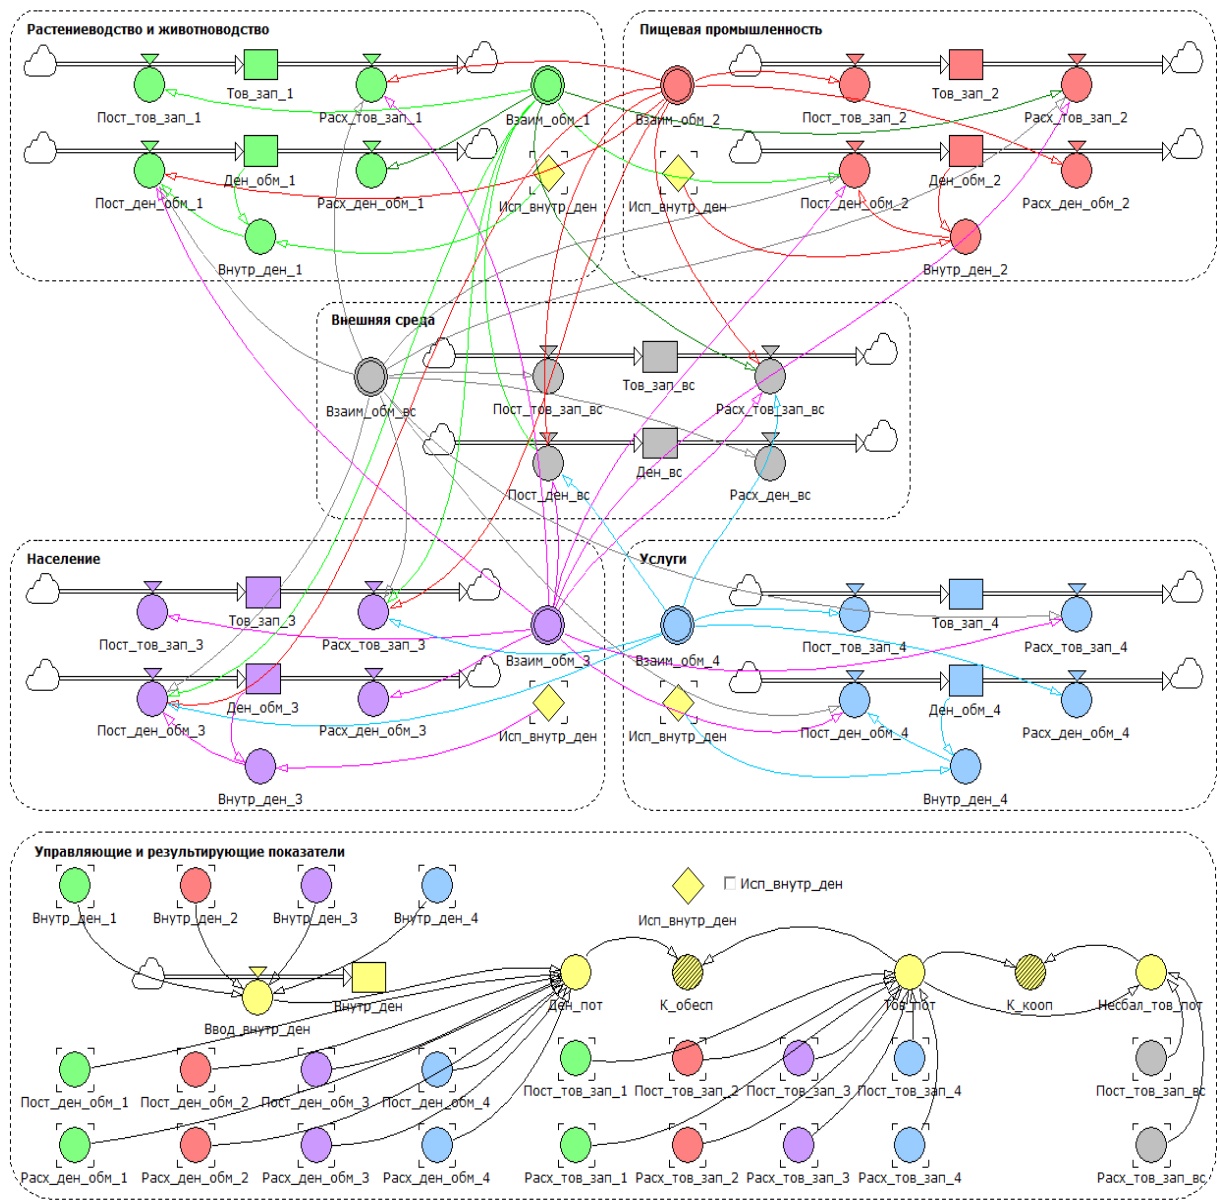 Растениеводство и животноводство
Пищевая промышленность
Тов_зап_1
Тов_зап_2
Пост_тов_зап_1
Расх_тов_зап_1
Взаим_обм_1
Взаим_обм_2
Пост_тов_зап_2
Расх_тов_зап_2
Ден_обм_1
Ден_обм_2
Пост_ден_обм_1
Расх_ден_обм_1
Исп_внутр_ден
Исп_внутр_ден
Пост_ден_обм_2
Расх_ден_обм_2
Внутр_ден_1
Внутр_ден_2
Внешняя среда
Тов_зап_вс
Взаим_обм_вс
Пост_тов_зап_вс
Расх_тов_зап_вс
Ден_вс
Пост_ден_вс
Расх_ден_вс
Население
Услуги
Тов_зап_3
Тов_зап_4
Пост_тов_зап_3
Расх_тов_зап_3
Взаим_обм_3
Взаим_обм_4
Пост_тов_зап_4
Расх_тов_зап_4
Ден_обм_3
Ден_обм_4
Пост_ден_обм_3
Расх_ден_обм_3
Исп_внутр_ден
Исп_внутр_ден
Пост_ден_обм_4
Расх_ден_обм_4
Внутр_ден_3
Внутр_ден_4
Управляющие и результирующие показатели
Исп_внутр_ден
Внутр_ден_1
Внутр_ден_2
Внутр_ден_3
Внутр_ден_4
Исп_внутр_ден
Внутр_ден
Ден_пот
К_обесп
Тов_пот
К_кооп
Несбал_тов_пот
Ввод_внутр_ден
Пост_ден_обм_1
Пост_ден_обм_2
Пост_ден_обм_3
Пост_ден_обм_4
Пост_тов_зап_1
Пост_тов_зап_2
Пост_тов_зап_3
Пост_тов_зап_4
Пост_тов_зап_вс
Расх_ден_обм_1
Расх_ден_обм_2
Расх_ден_обм_3
Расх_ден_обм_4
Расх_тов_зап_1
Расх_тов_зап_2
Расх_тов_зап_3
Расх_тов_зап_4
Расх_тов_зап_вс